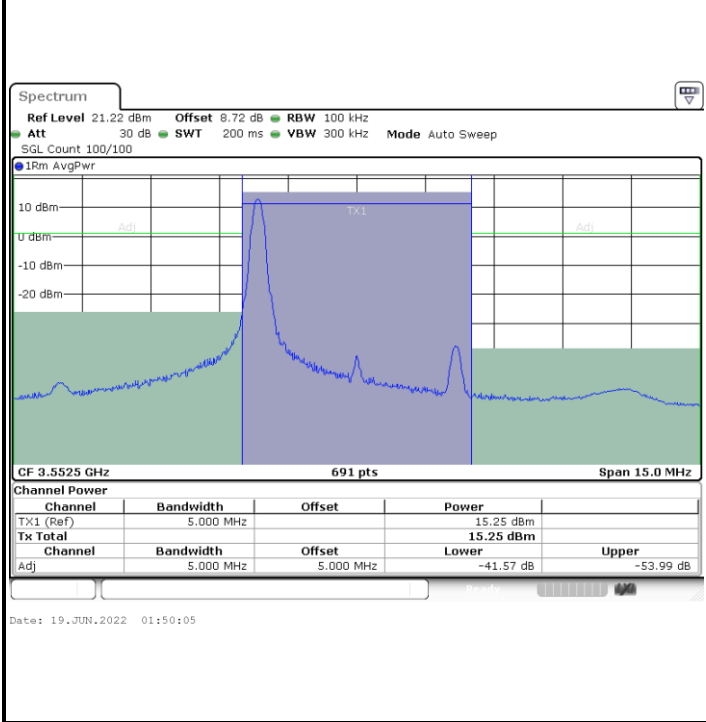 Spectrum
Ref Level 21.22 dBm Offset 8.72 dB RBW 100 kHz
Att 30 dB SWT 200 ms VBW 300 kHz Mode Auto Sweep
SGL Count 100/100
1Rm AvgPwr
10 dBm
TX1
Adj Adj
0 dBm
-10 dBm
-20 dBm
CF 3.5525 GHz 691 pts Span 15.0 MHz
Channel Power
Channel Bandwidth Offset Power
TX1 (Ref) 5.000 MHz 15.25 dBm
Tx Total 15.25 dBm
Channel Bandwidth Offset Lower Upper
Adj 5.000 MHz 5.000 MHz -41.57 dB -53.99 dB
Ready
Date: 19.JUN.2022 01:50:05